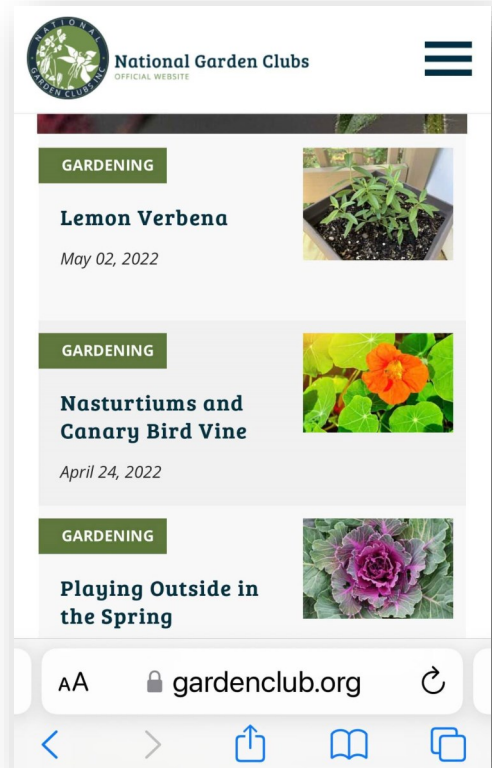 NATIONAL
GARDEN CLUBS INC
National Garden Clubs
OFFICIAL WEBSITE
GARDENING
Lemon Verbena
May 02, 2022
GARDENING
Nasturtiums and
Canary Bird Vine
April 24, 2022
GARDENING
Playing Outside in
the Spring
AA
gardenclub.org